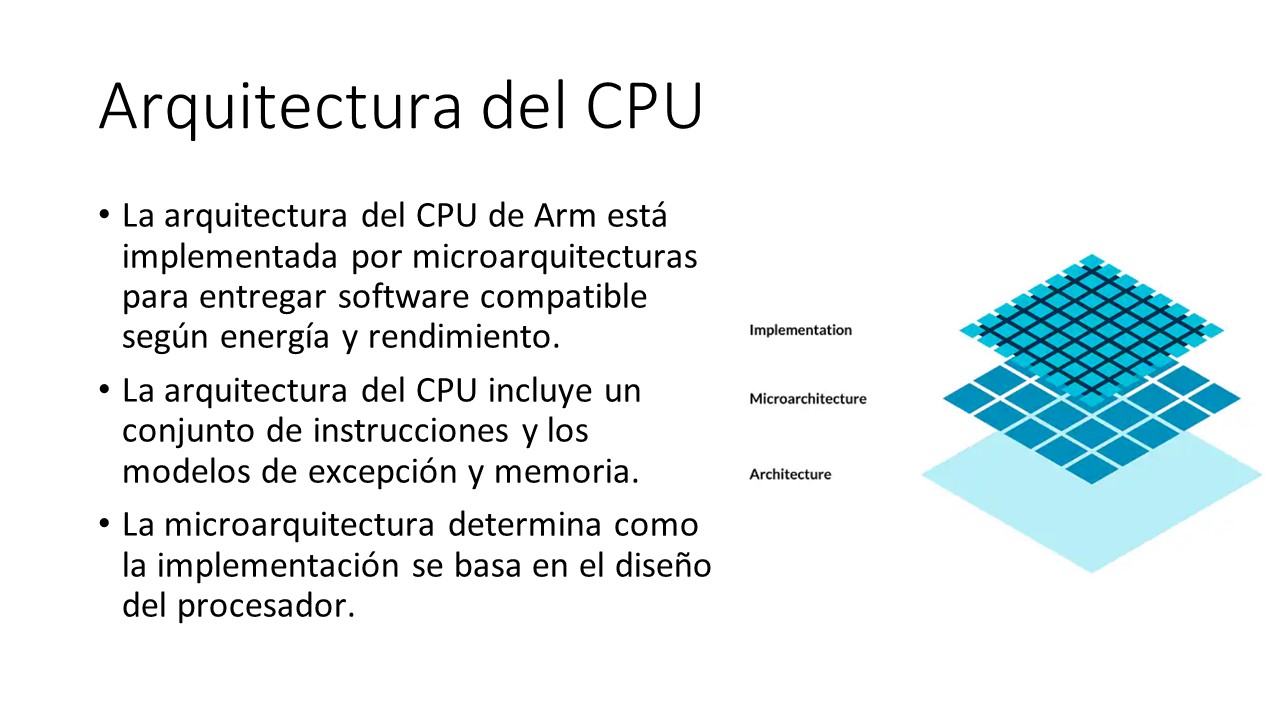 Arquitectura del CPU
• La arquitectura del CPU de Arm está
implementada por microarquitecturas
para entregar software compatible
según energía y rendimiento.
• La arquitectura del CPU incluye un
conjunto de instrucciones y los
modelos de excepción y memoria.
• La microarquitectura determina como
la implementación se basa en el diseño
del procesador.
Implementation
Microarchitecture
Architecture